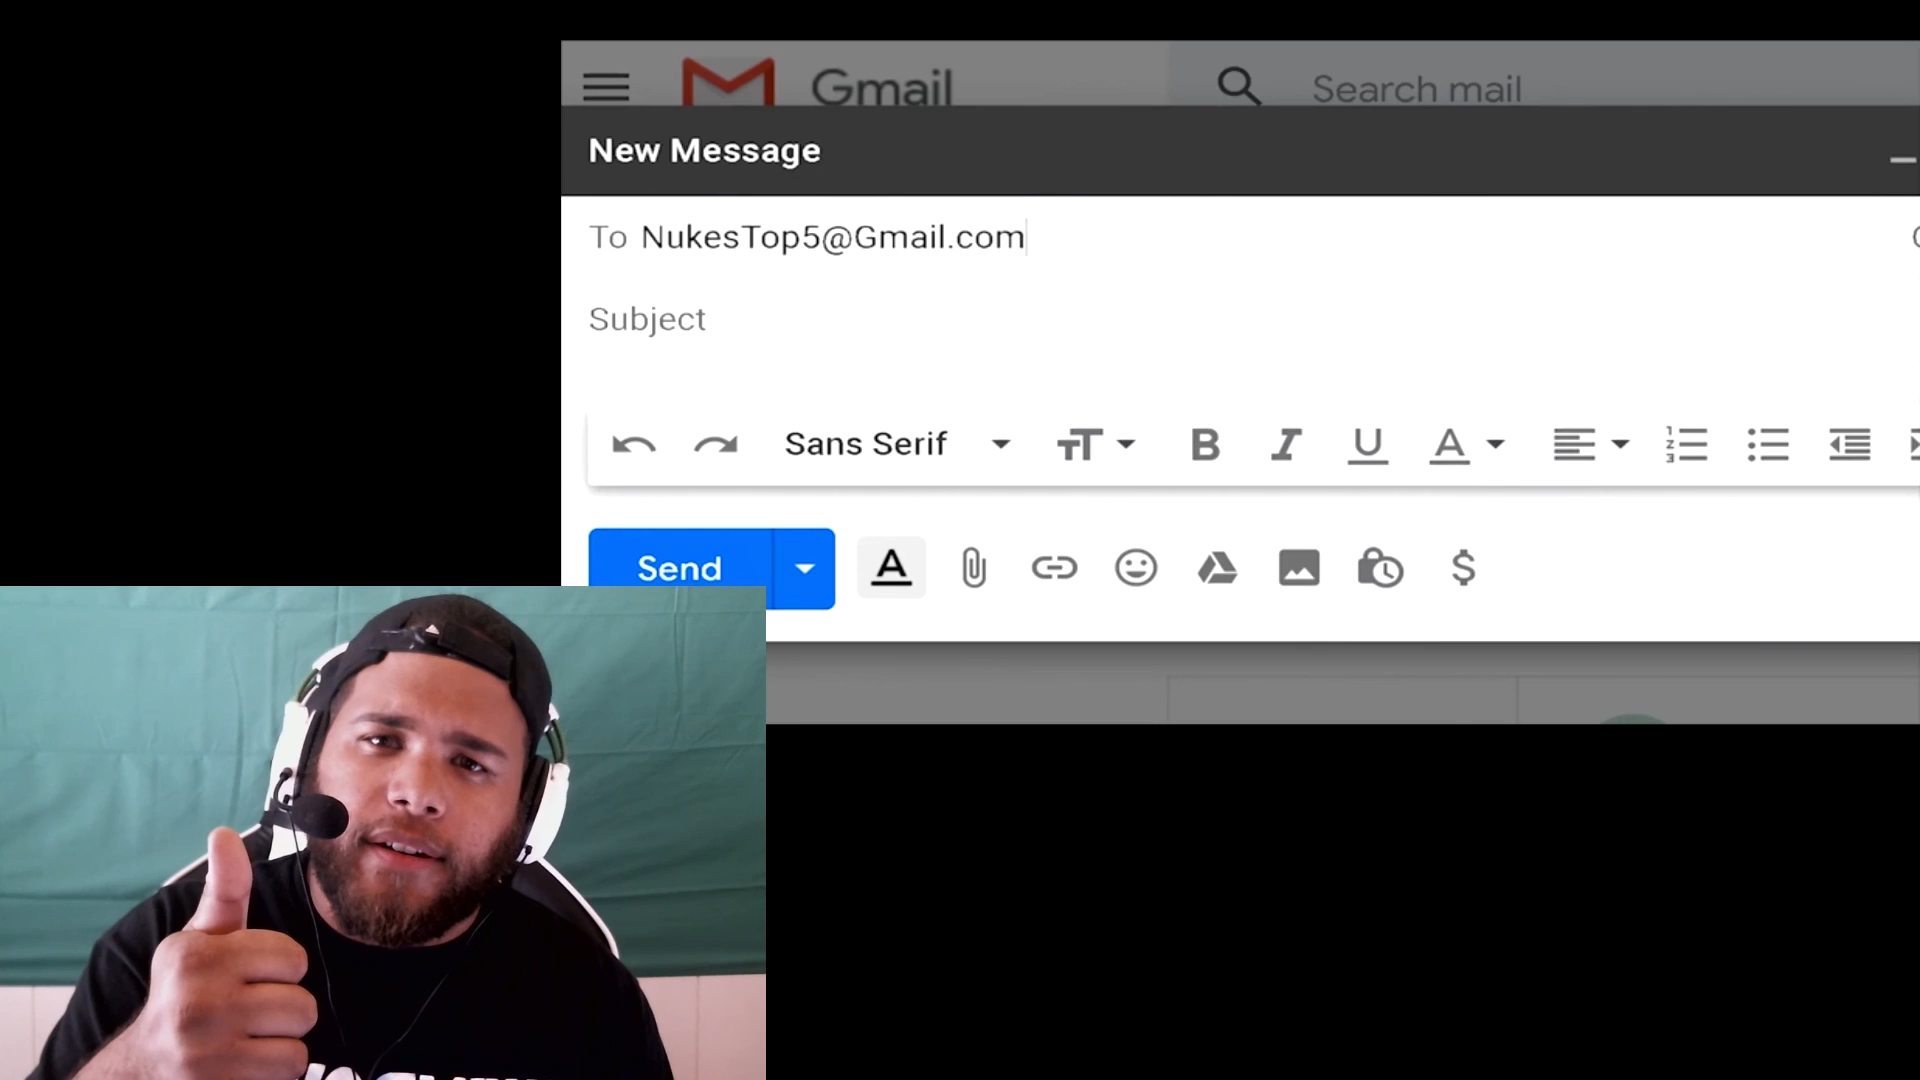 Gmail
Search mail
New Message
To NukesTop5@Gmail.com
Subject
Sans Serif
Send